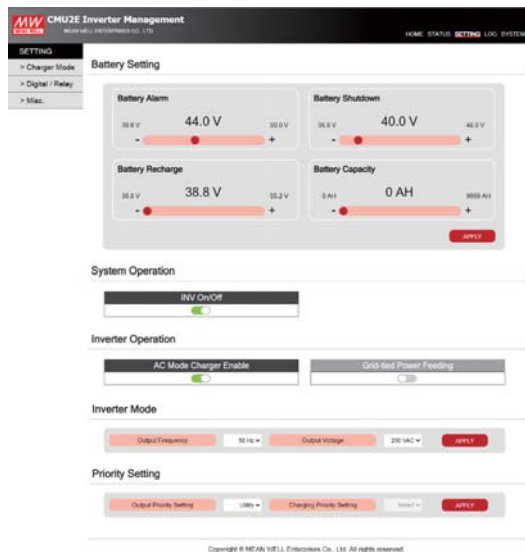 MW
MEAN WELL
CMU2E Inverter Management
MEAN WELL ENTERPRISES CO., LTD.
HOME STATUS SETTING LOG SYSTEM
SETTING
> Charger Mode
> Digital / Relay
> Misc.
Battery Setting
Battery Alarm
44.0 V
50.0 V
- +
Battery Shutdown
40.0 V
- +
Battery Recharge
38.8 V
55.2 V
- +
Battery Capacity
0 AH
0 AH
9999 AH
- +
APPLY
System Operation
INV On/Off
Inverter Operation
AC Mode Charger Enable
Grid-tied Power Feeding
Inverter Mode
Output Frequency
50 Hz
Output Voltage
200 VAC
APPLY
Priority Setting
Output Priority Setting
Utility
Charging Priority Setting
Select
APPLY
Copyright © MEAN WELL Enterprises Co., Ltd. All rights reserved.